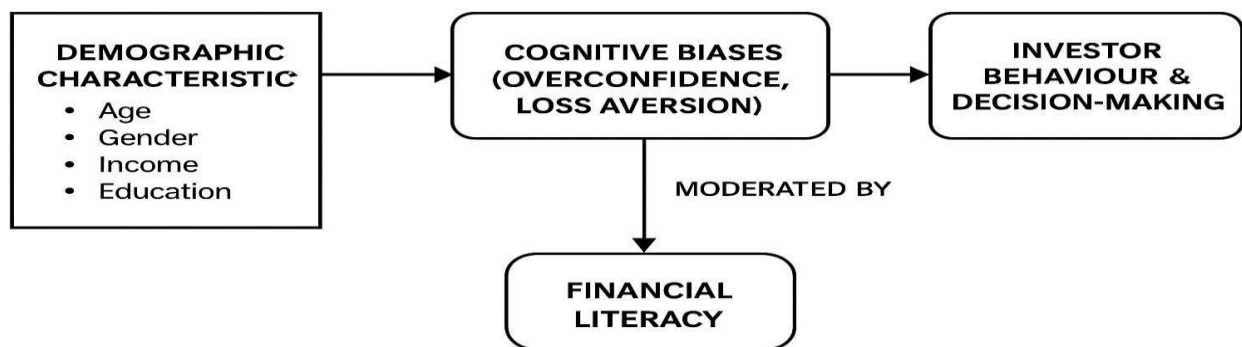 DEMOGRAPHIC
CHARACTERISTIC
• Age
• Gender
• Income
• Education
COGNITIVE BIASES
(OVERCONFIDENCE,
LOSS AVERSION)
INVESTOR
BEHAVIOUR &
DECISION-MAKING
MODERATED BY
FINANCIAL
LITERACY